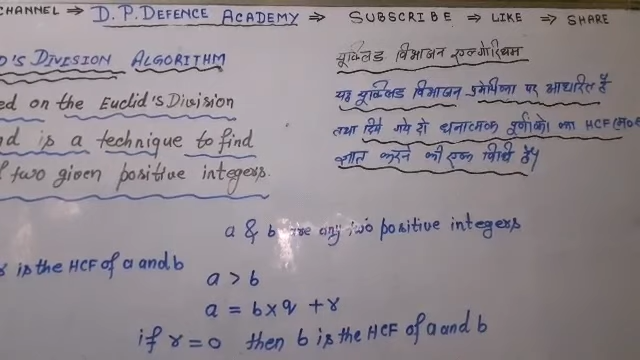 CHANNEL ⇒ D.P. DEFENCE ACADEMY ⇒ SUBSCRIBE ⇒ LIKE ⇒ SHARE
D'S DIVISION ALGORITHM
ed on the Euclid's Division
nd is a technique to find
two given positive integers.
यूक्लिड विभाजन एल्गोरिथम
यह यूक्लिड विभाजन प्रमेयिका पर आधारित है
तथा दिये गये दो धनात्मक पूर्णांको का HCF
ज्ञात करने की एक विधि है।
a & b are any two positive integers
r is the HCF of a and b
a > b
a = b×q + r
if r = 0 then b is the HCF of a and b